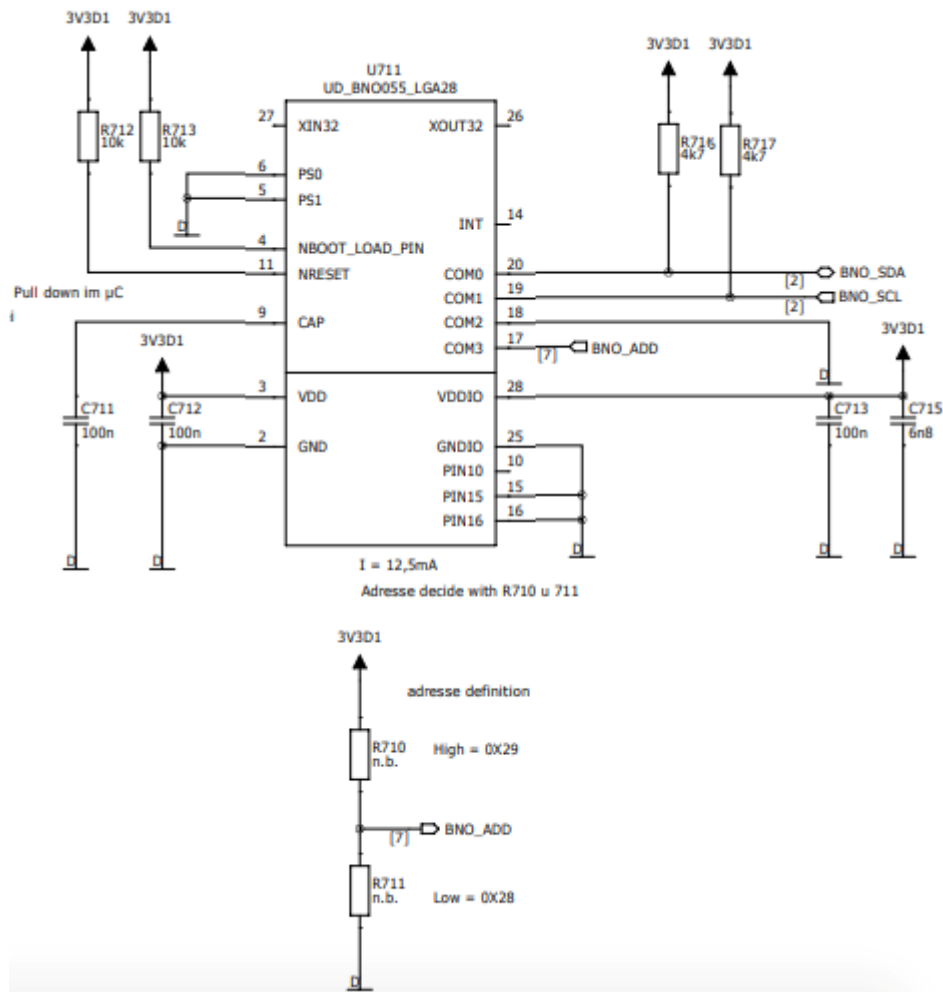 3V3D1 3V3D1
3V3D1 3V3D1
U711
UD_BNO055_LGA28
27 XIN32 XOUT32 26
R712
10k
R713
10k
R716
4k7
R717
4k7
6 PS0
5 PS1
D
INT 14
4 NBOOT_LOAD_PIN
11 NRESET COM0 20 BNO_SDA
[2]
Pull down im µC
i
COM1 19 BNO_SCL
[2]
9 CAP COM2 18
3V3D1
3V3D1
COM3 17 BNO_ADD
[7]
D
3 VDD VDDIO 28
C711
100n
C712
100n
C713
100n
C715
6n8
2 GND GNDIO 25
PIN10 10
PIN15 15
PIN16 16
D D D D D
I = 12,5mA
Adresse decide with R710 u 711
3V3D1
adresse definition
R710
n.b.
High = 0X29
BNO_ADD
[7]
R711
n.b.
Low = 0X28
D